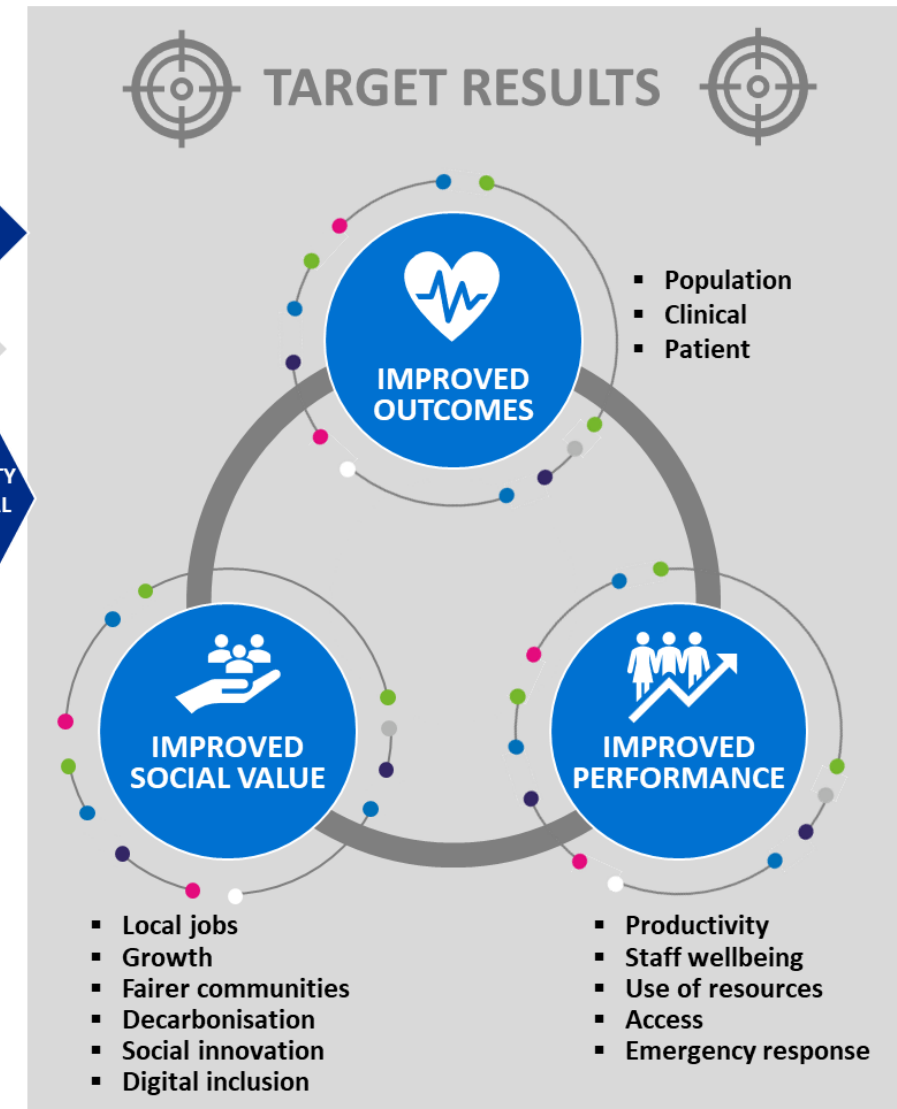 TARGET RESULTS
IMPROVED
OUTCOMES
▪ Population
▪ Clinical
▪ Patient
IMPROVED
SOCIAL VALUE
▪ Local jobs
▪ Growth
▪ Fairer communities
▪ Decarbonisation
▪ Social innovation
▪ Digital inclusion
IMPROVED
PERFORMANCE
▪ Productivity
▪ Staff wellbeing
▪ Use of resources
▪ Access
▪ Emergency response